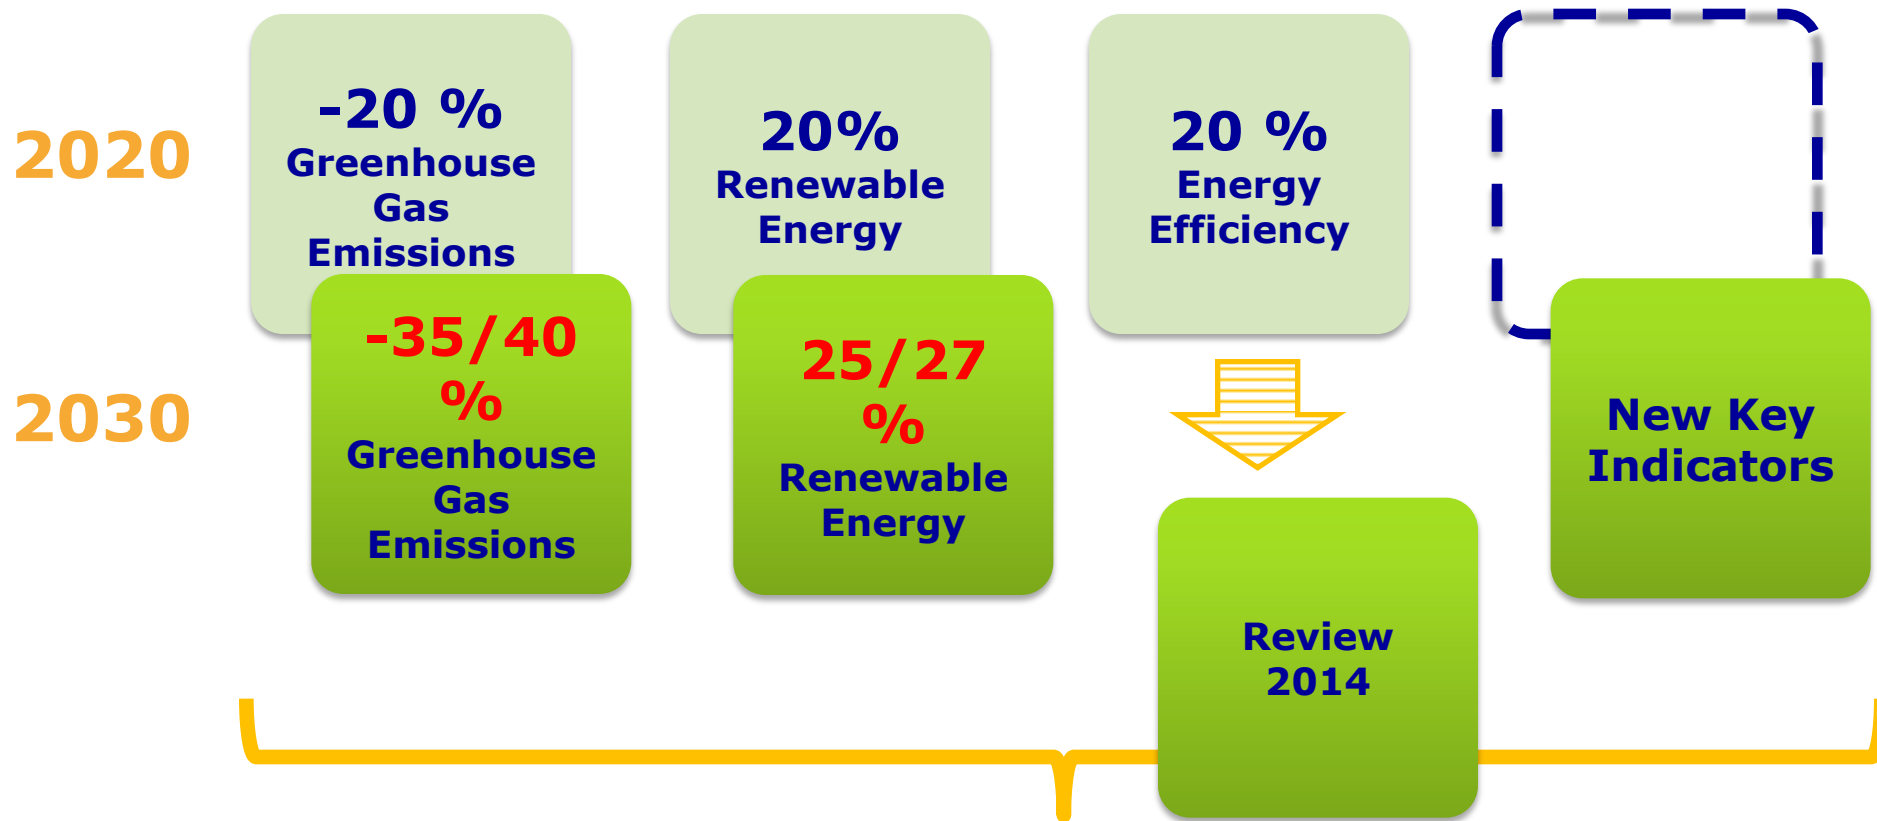 2020
-20 %
Greenhouse
Gas
Emissions
20%
Renewable
Energy
20 %
Energy
Efficiency
2030
-35/40
%
Greenhouse
Gas
Emissions
25/27
%
Renewable
Energy
Review
2014
New Key
Indicators